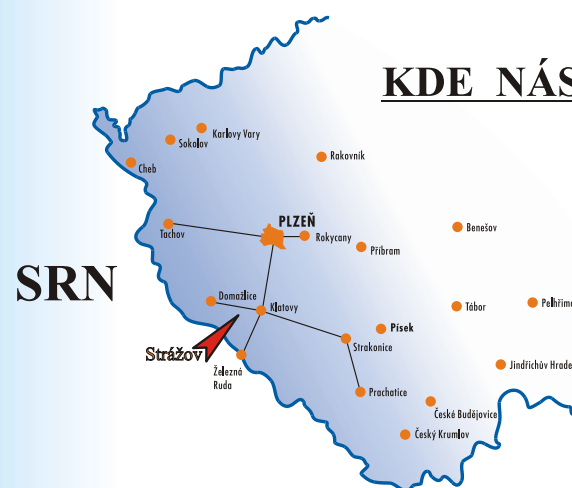 KDE NÁS
Karlovy Vary
Sokolov
Rakovník
Cheb
PLZEŇ
Tachov
Rokycany
Benešov
Příbram
SRN
Domažlice
Klatovy
Písek
Tábor
Pelhřim
Strážov
Strakonice
Železná
Ruda
Jindřichův Hrade
Prachatice
České Budějovice
Český Krumlov